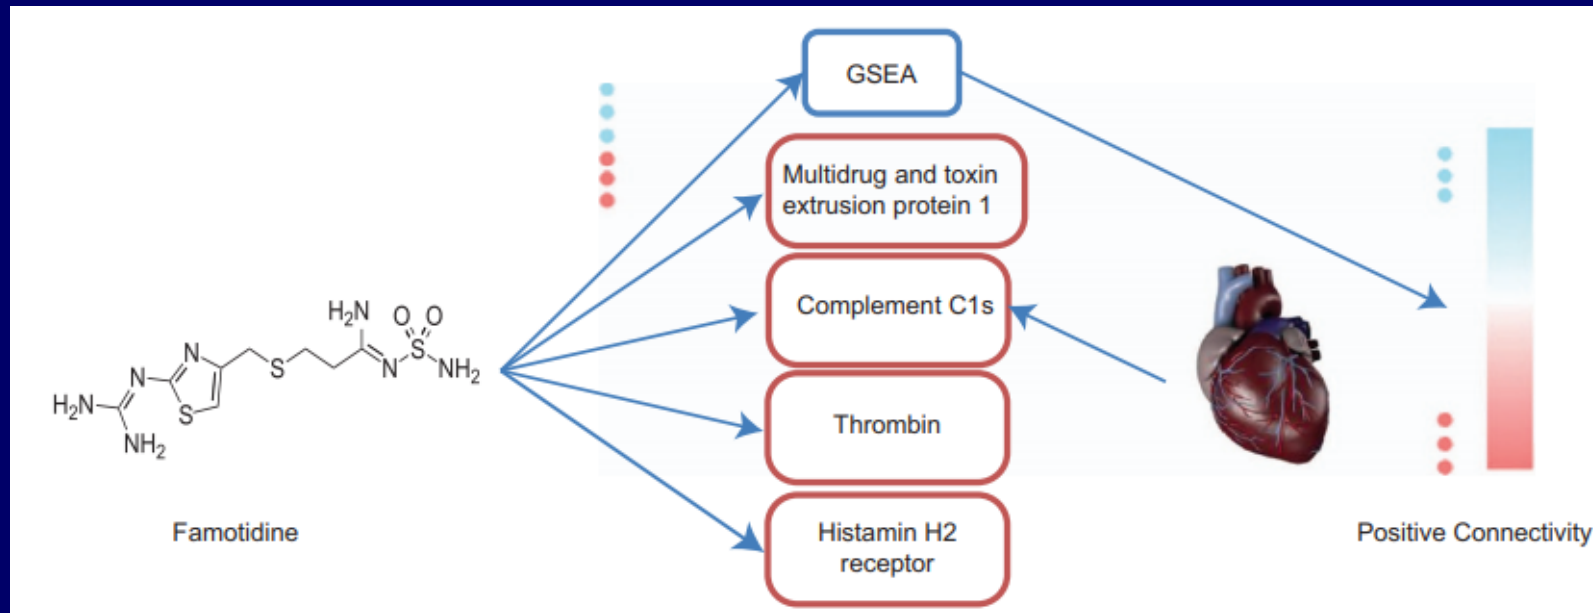 GSEA
Multidrug and toxin
extrusion protein 1
Complement C1s
Thrombin
Histamin H2
receptor
H₂N
N
S
N
NH₂
S
H₂N
N
O O
S
NH₂
Famotidine
Positive Connectivity